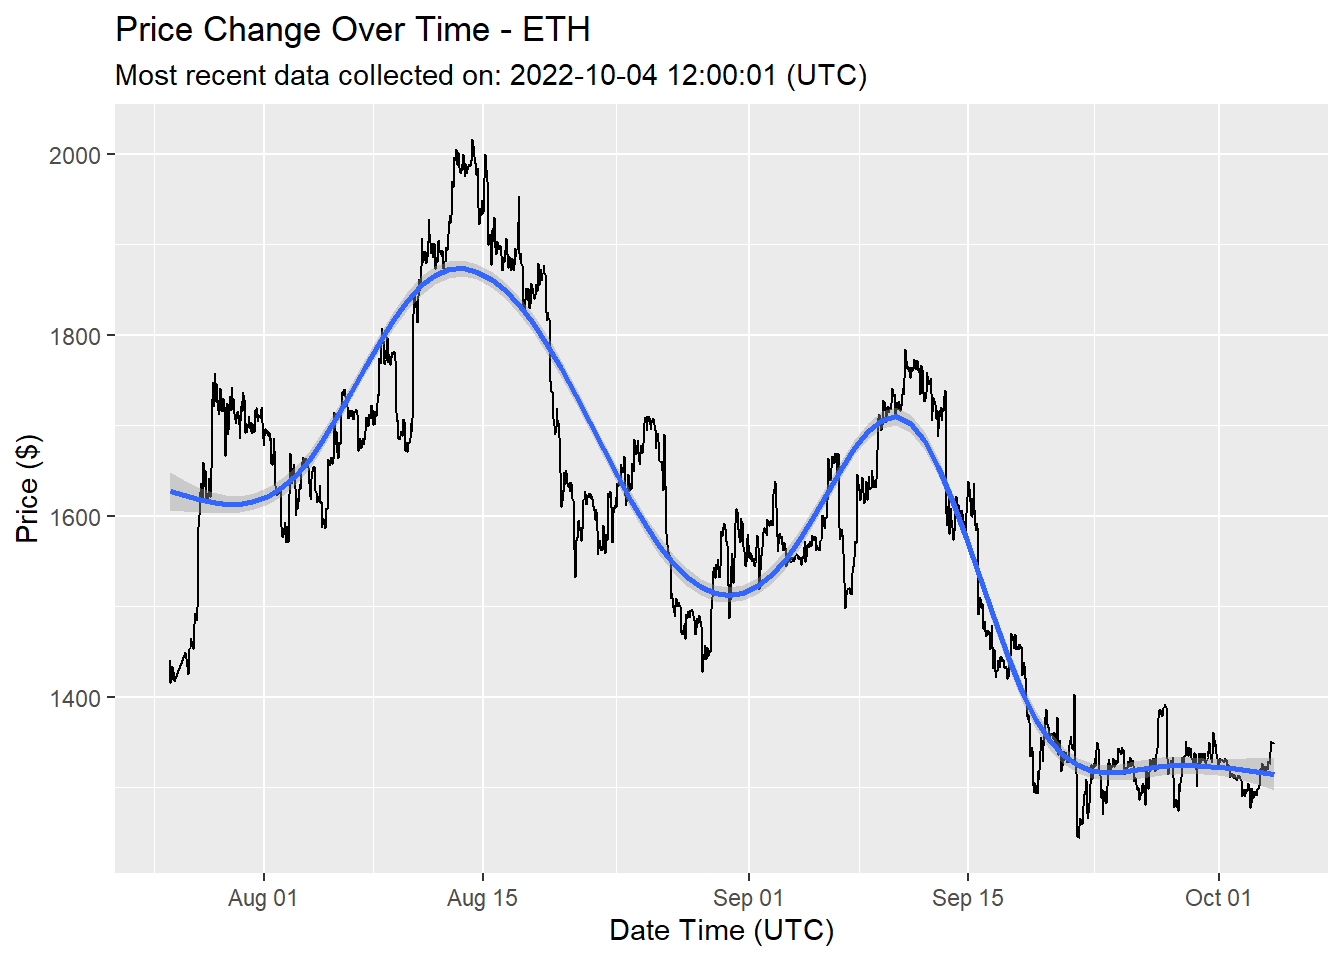 Price Change Over Time - ETH
Most recent data collected on: 2022-10-04 12:00:01 (UTC)
Price ($)
2000
1800
1600
1400
Aug 01
Aug 15
Sep 01
Sep 15
Oct 01
Date Time (UTC)